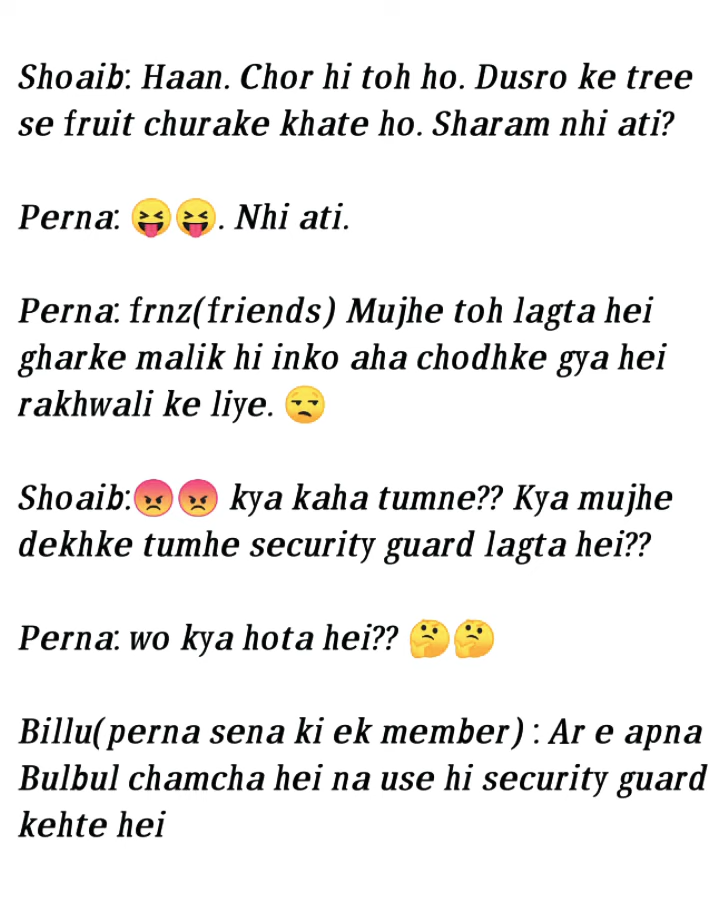 Shoaib: Haan. Chor hi toh ho. Dusro ke tree
se fruit churake khate ho. Sharam nhi ati?
Perna: 😝😝. Nhi ati.
Perna: frnz(friends) Mujhe toh lagta hei
gharke malik hi inko aha chodhke gya hei
rakhwali ke liye. 😒
Shoaib:😡😡 kya kaha tumne?? Kya mujhe
dekhke tumhe security guard lagta hei??
Perna: wo kya hota hei?? 🤔🤔
Billu(perna sena ki ek member) : Ar e apna
Bulbul chamcha hei na use hi security guard
kehte hei